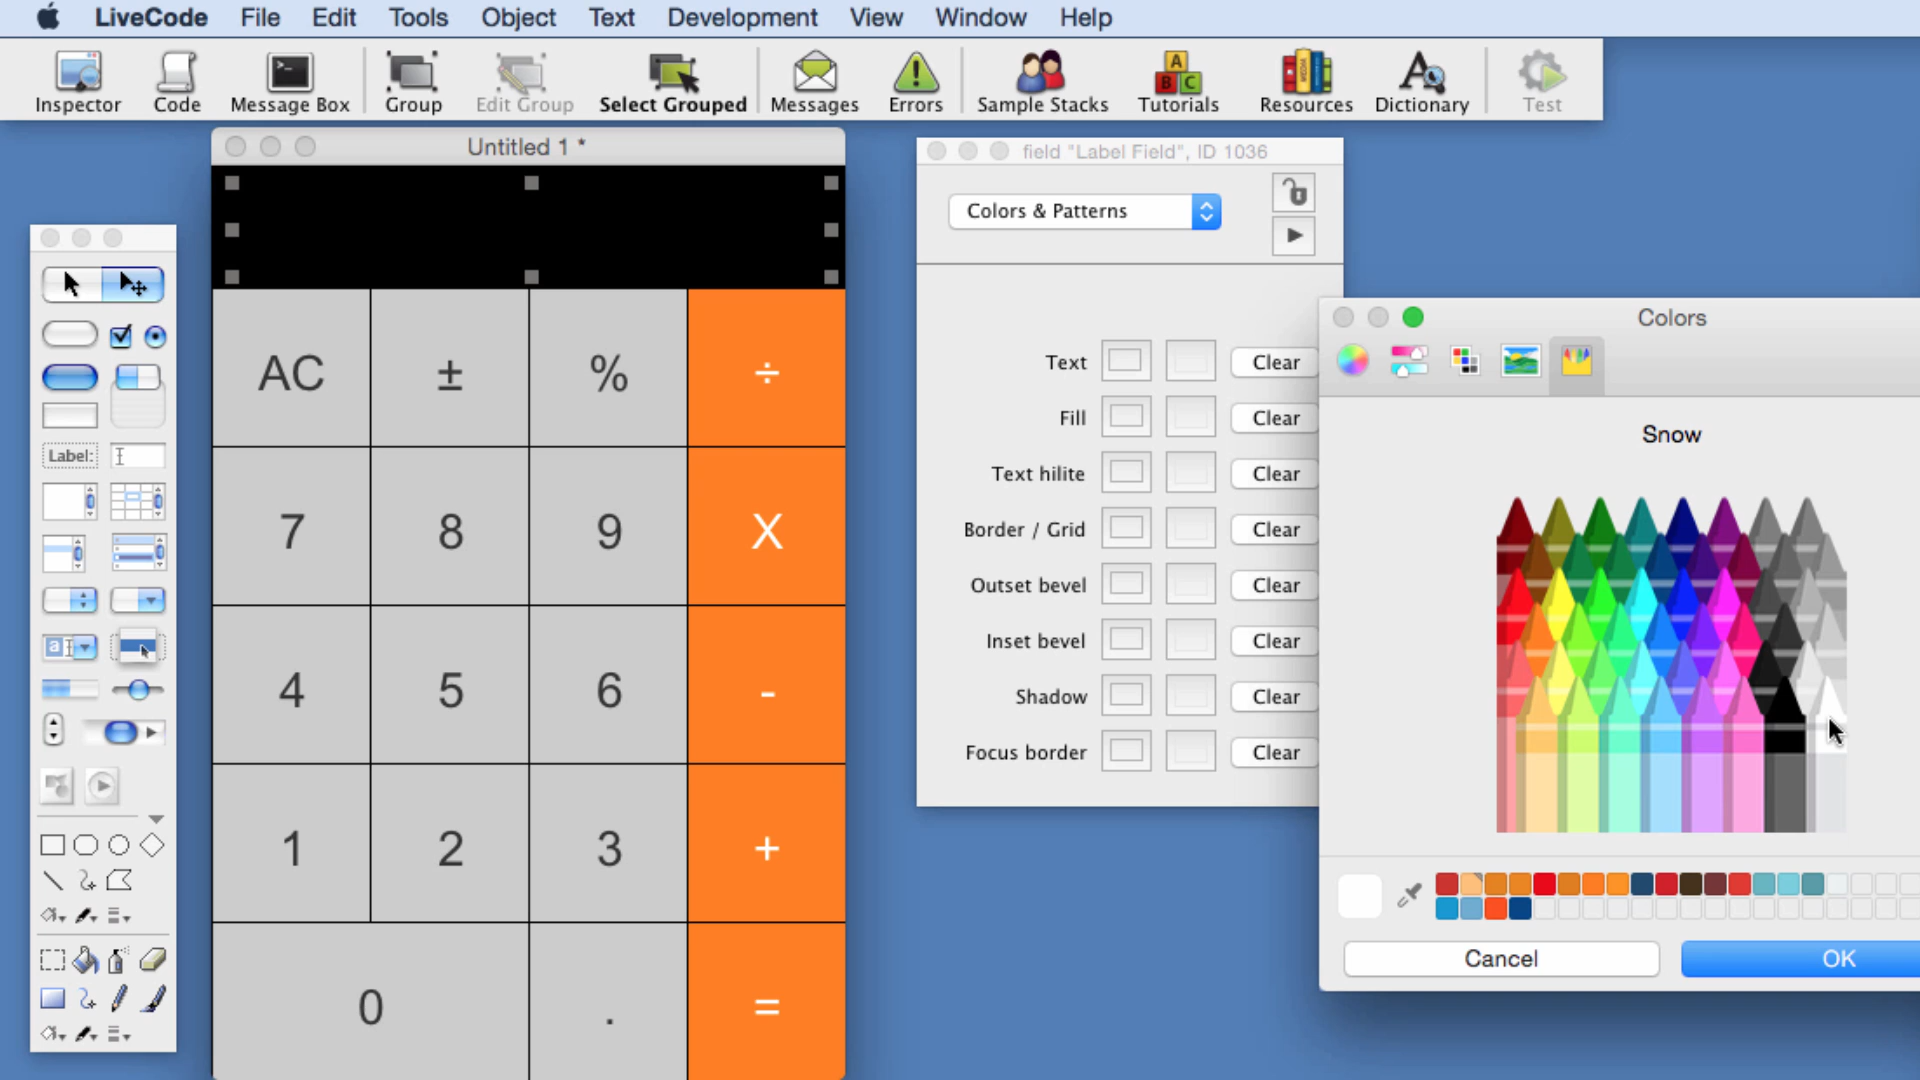 LiveCode File Edit Tools Object Text Development View Window Help
Inspector Code Message Box Group Edit Group Select Grouped Messages Errors Sample Stacks Tutorials Resources Dictionary Test
Untitled 1 *
field "Label Field", ID 1036
Colors & Patterns
Label:
a
AC ± % ÷
7 8 9 X
4 5 6 -
1 2 3 +
0 . =
Text Clear
Fill Clear
Text hilite Clear
Border / Grid Clear
Outset bevel Clear
Inset bevel Clear
Shadow Clear
Focus border Clear
Colors
Snow
Cancel OK